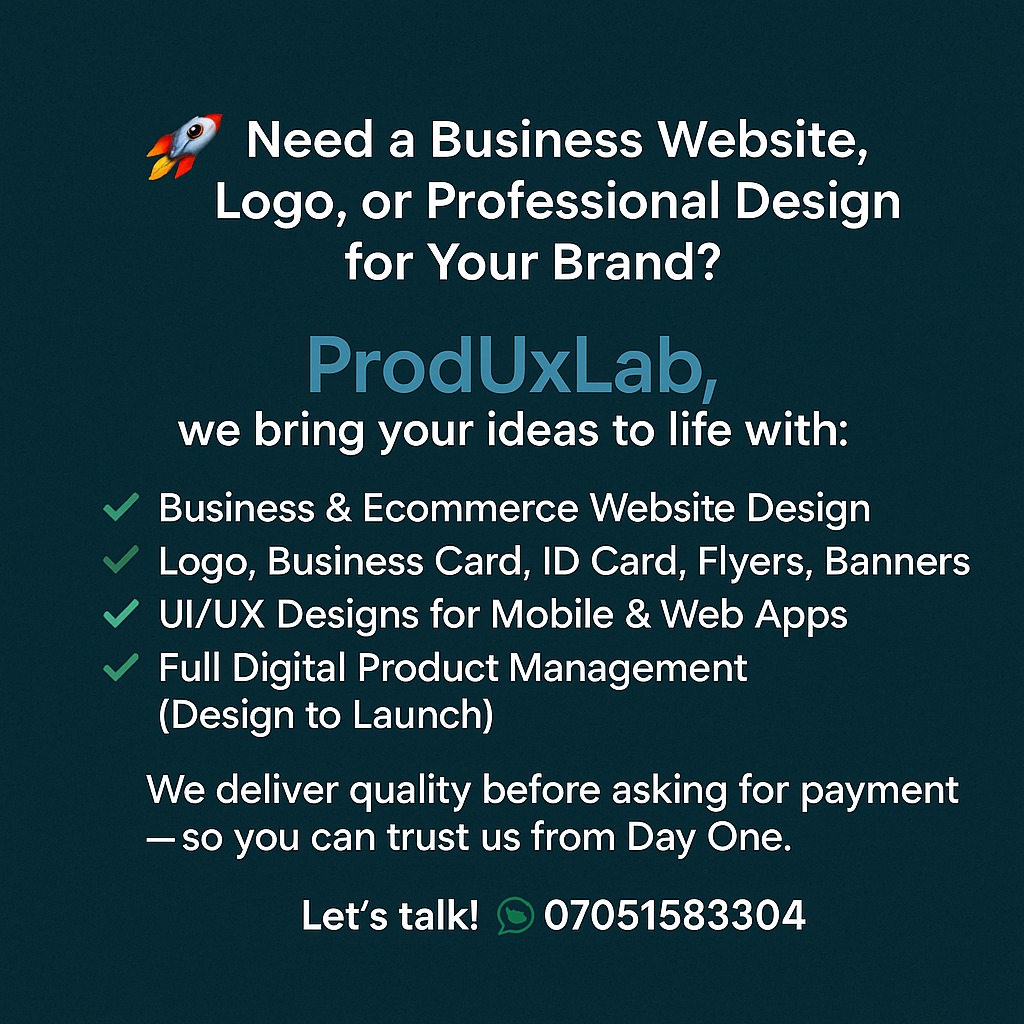 🚀 Need a Business Website,
Logo, or Professional Design
for Your Brand?
ProdUxLab,
we bring your ideas to life with:
✓ Business & Ecommerce Website Design
✓ Logo, Business Card, ID Card, Flyers, Banners
✓ UI/UX Designs for Mobile & Web Apps
✓ Full Digital Product Management
(Design to Launch)
We deliver quality before asking for payment
—so you can trust us from Day One.
Let's talk! 07051583304